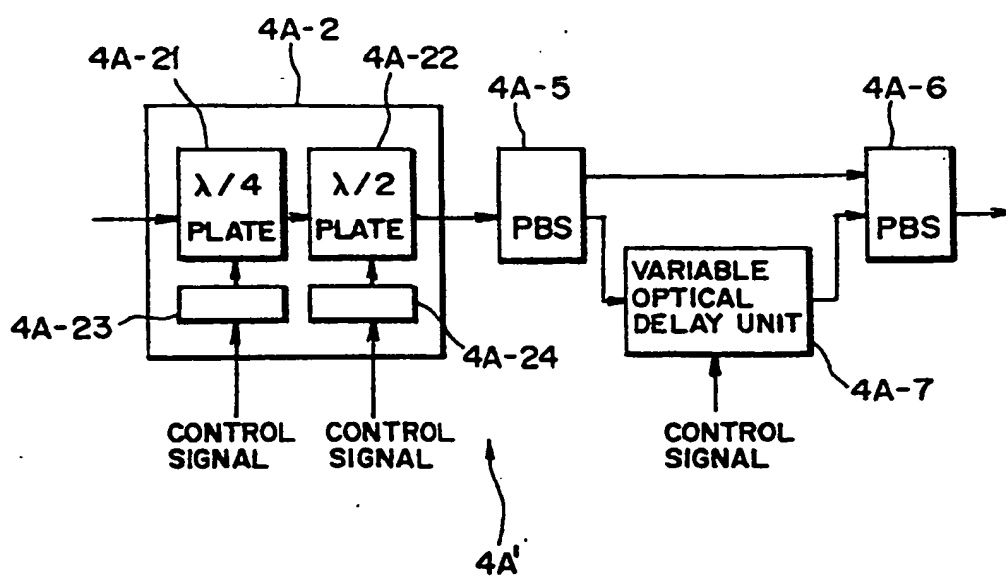 4A-2
4A-21
4A-22
4A-5
4A-6
λ/4
PLATE
λ/2
PLATE
PBS
PBS
VARIABLE
OPTICAL
DELAY UNIT
4A-23
4A-24
4A-7
CONTROL
SIGNAL
CONTROL
SIGNAL
CONTROL
SIGNAL
4A'